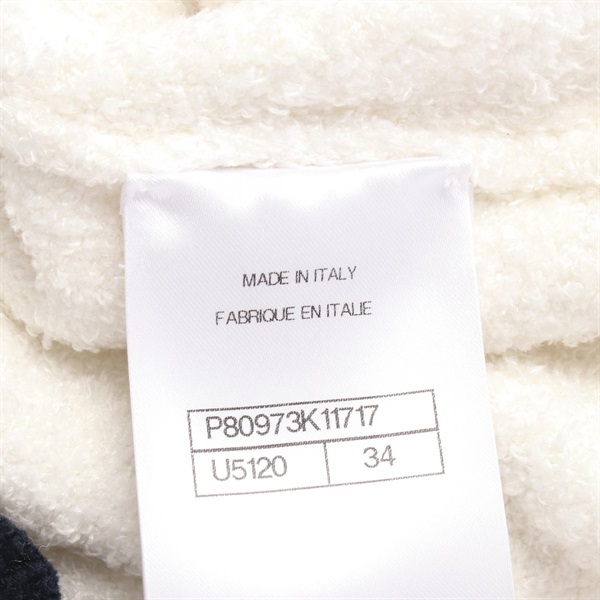 MADE IN ITALY
FABRIQUE EN ITALIE
P80973K11717
U5120 34